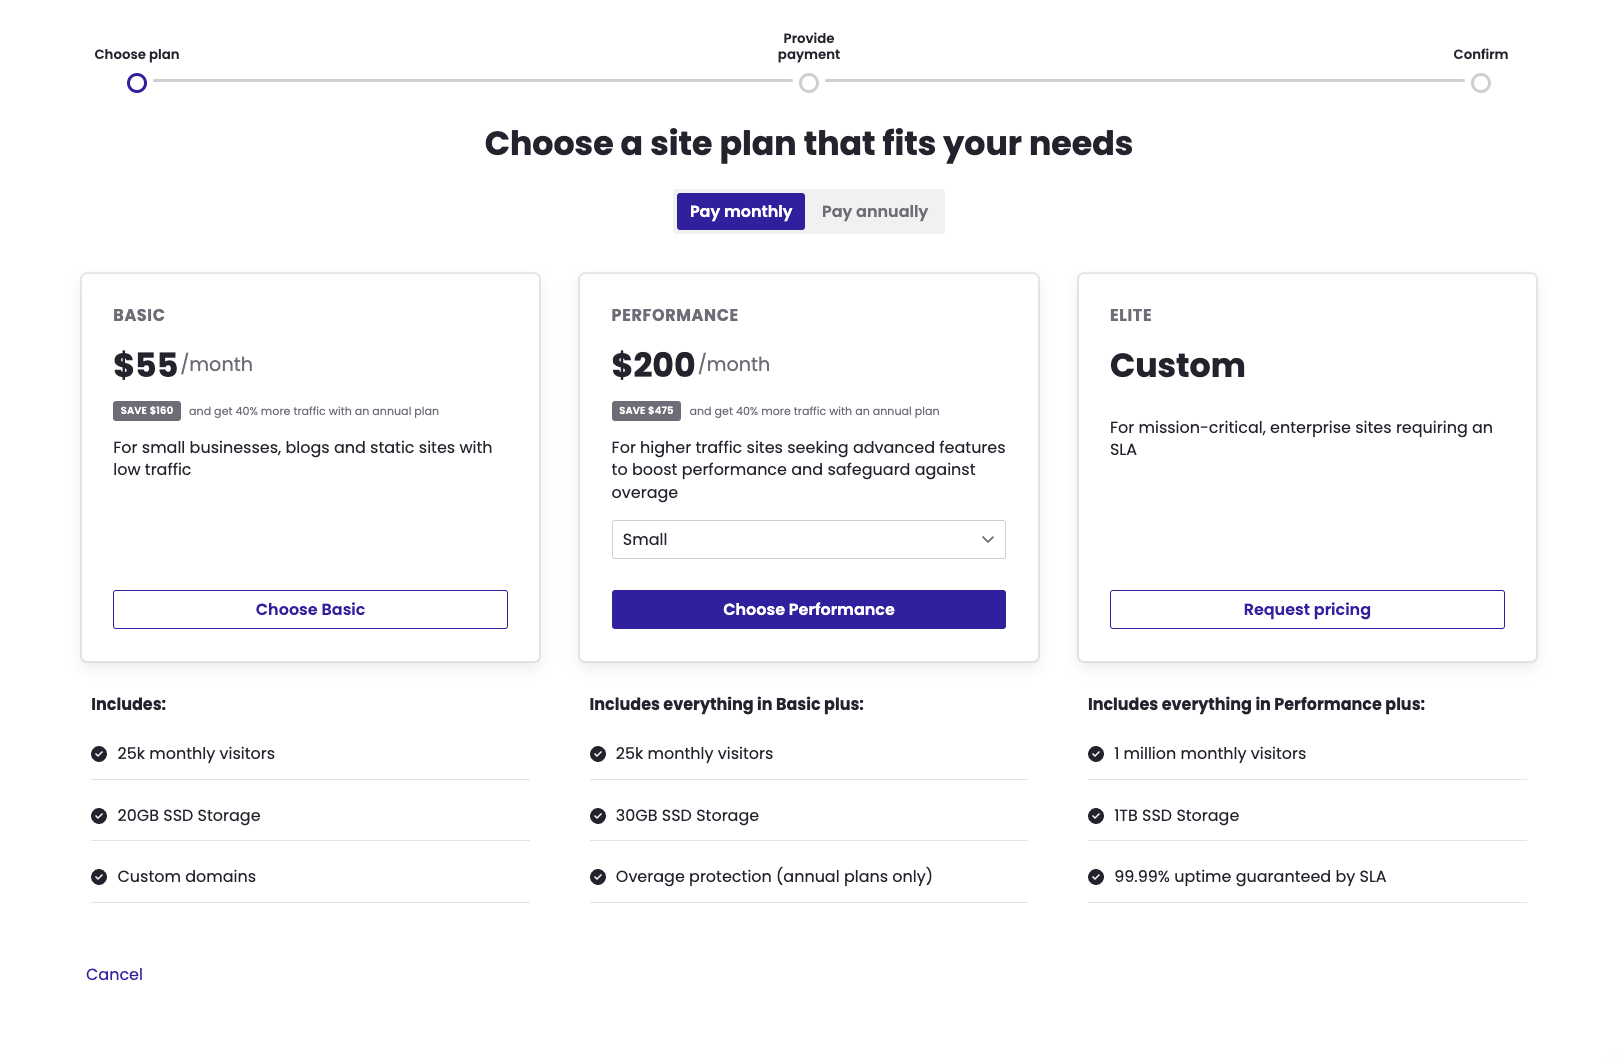 Choose plan
Provide
payment
Confirm
Choose a site plan that fits your needs
Pay monthly
Pay annually
BASIC
$55/month
SAVE $160 and get 40% more traffic with an annual plan
For small businesses, blogs and static sites with
low traffic
Choose Basic
PERFORMANCE
$200/month
SAVE $475 and get 40% more traffic with an annual plan
For higher traffic sites seeking advanced features
to boost performance and safeguard against
overage
Small
Choose Performance
ELITE
Custom
For mission-critical, enterprise sites requiring an
SLA
Request pricing
Includes:
25k monthly visitors
20GB SSD Storage
Custom domains
Includes everything in Basic plus:
25k monthly visitors
30GB SSD Storage
Overage protection (annual plans only)
Includes everything in Performance plus:
1 million monthly visitors
1TB SSD Storage
99.99% uptime guaranteed by SLA
Cancel